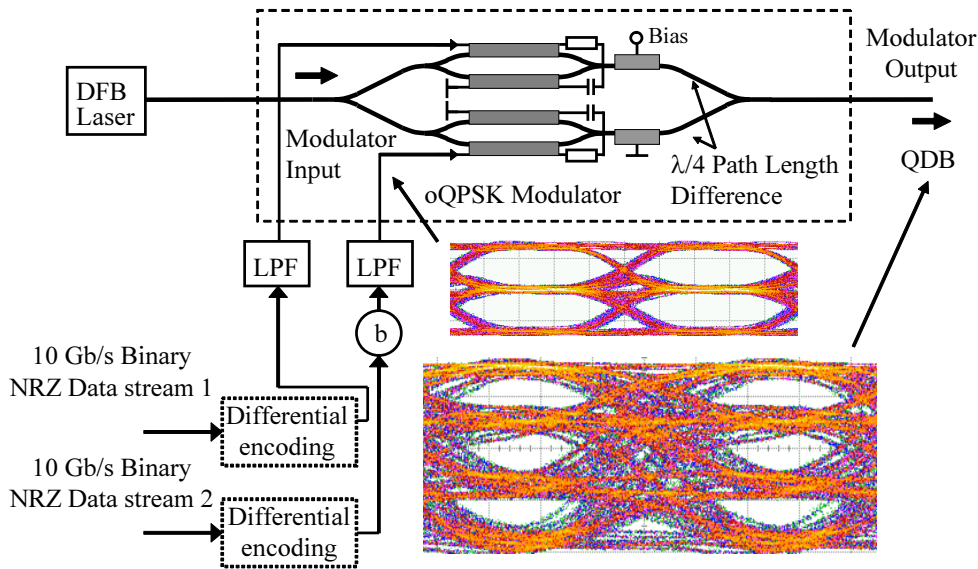 Bias
Modulator
Output
DFB
Laser
Modulator
Input
λ/4 Path Length
Difference
QDB
oQPSK Modulator
LPF
LPF
b
10 Gb/s Binary
NRZ Data stream 1
Differential
encoding
10 Gb/s Binary
NRZ Data stream 2
Differential
encoding